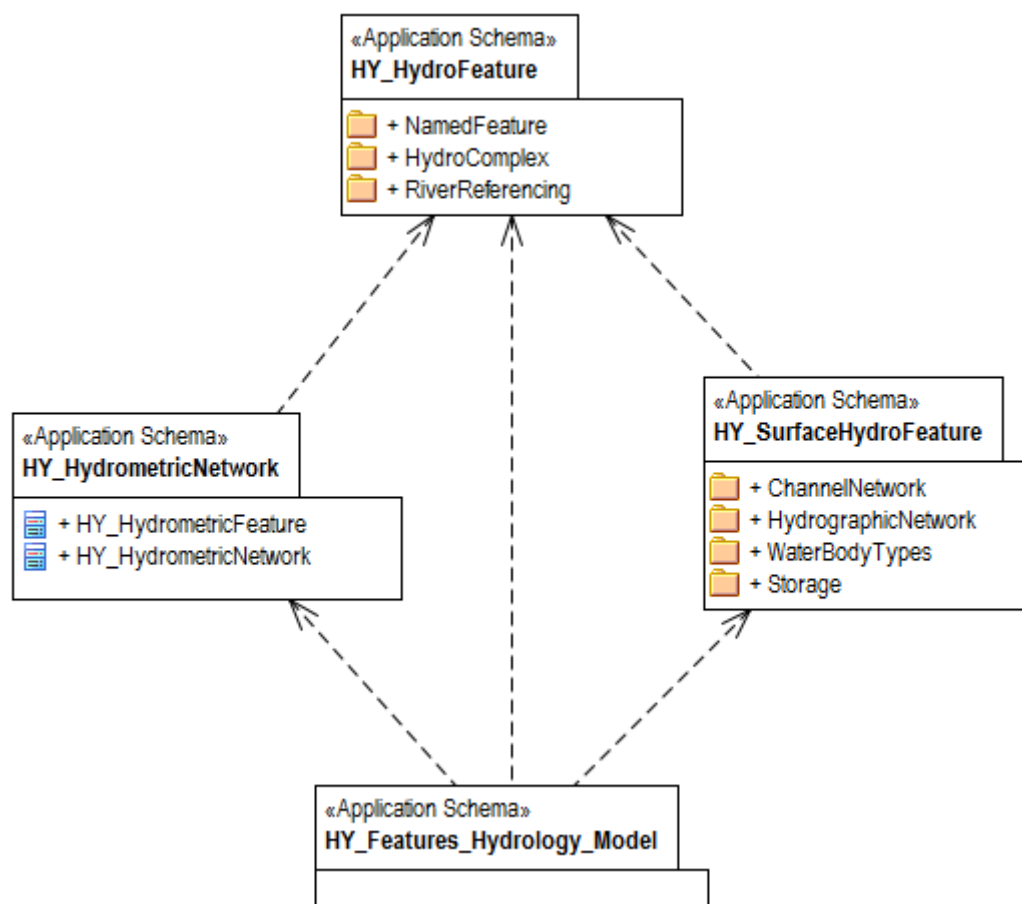 «Application Schema»
HY_HydroFeature
+ NamedFeature
+ HydroComplex
+ RiverReferencing
«Application Schema»
HY_HydrometricNetwork
+ HY_HydrometricFeature
+ HY_HydrometricNetwork
«Application Schema»
HY_SurfaceHydroFeature
+ ChannelNetwork
+ HydrographicNetwork
+ WaterBodyTypes
+ Storage
«Application Schema»
HY_Features_Hydrology_Model